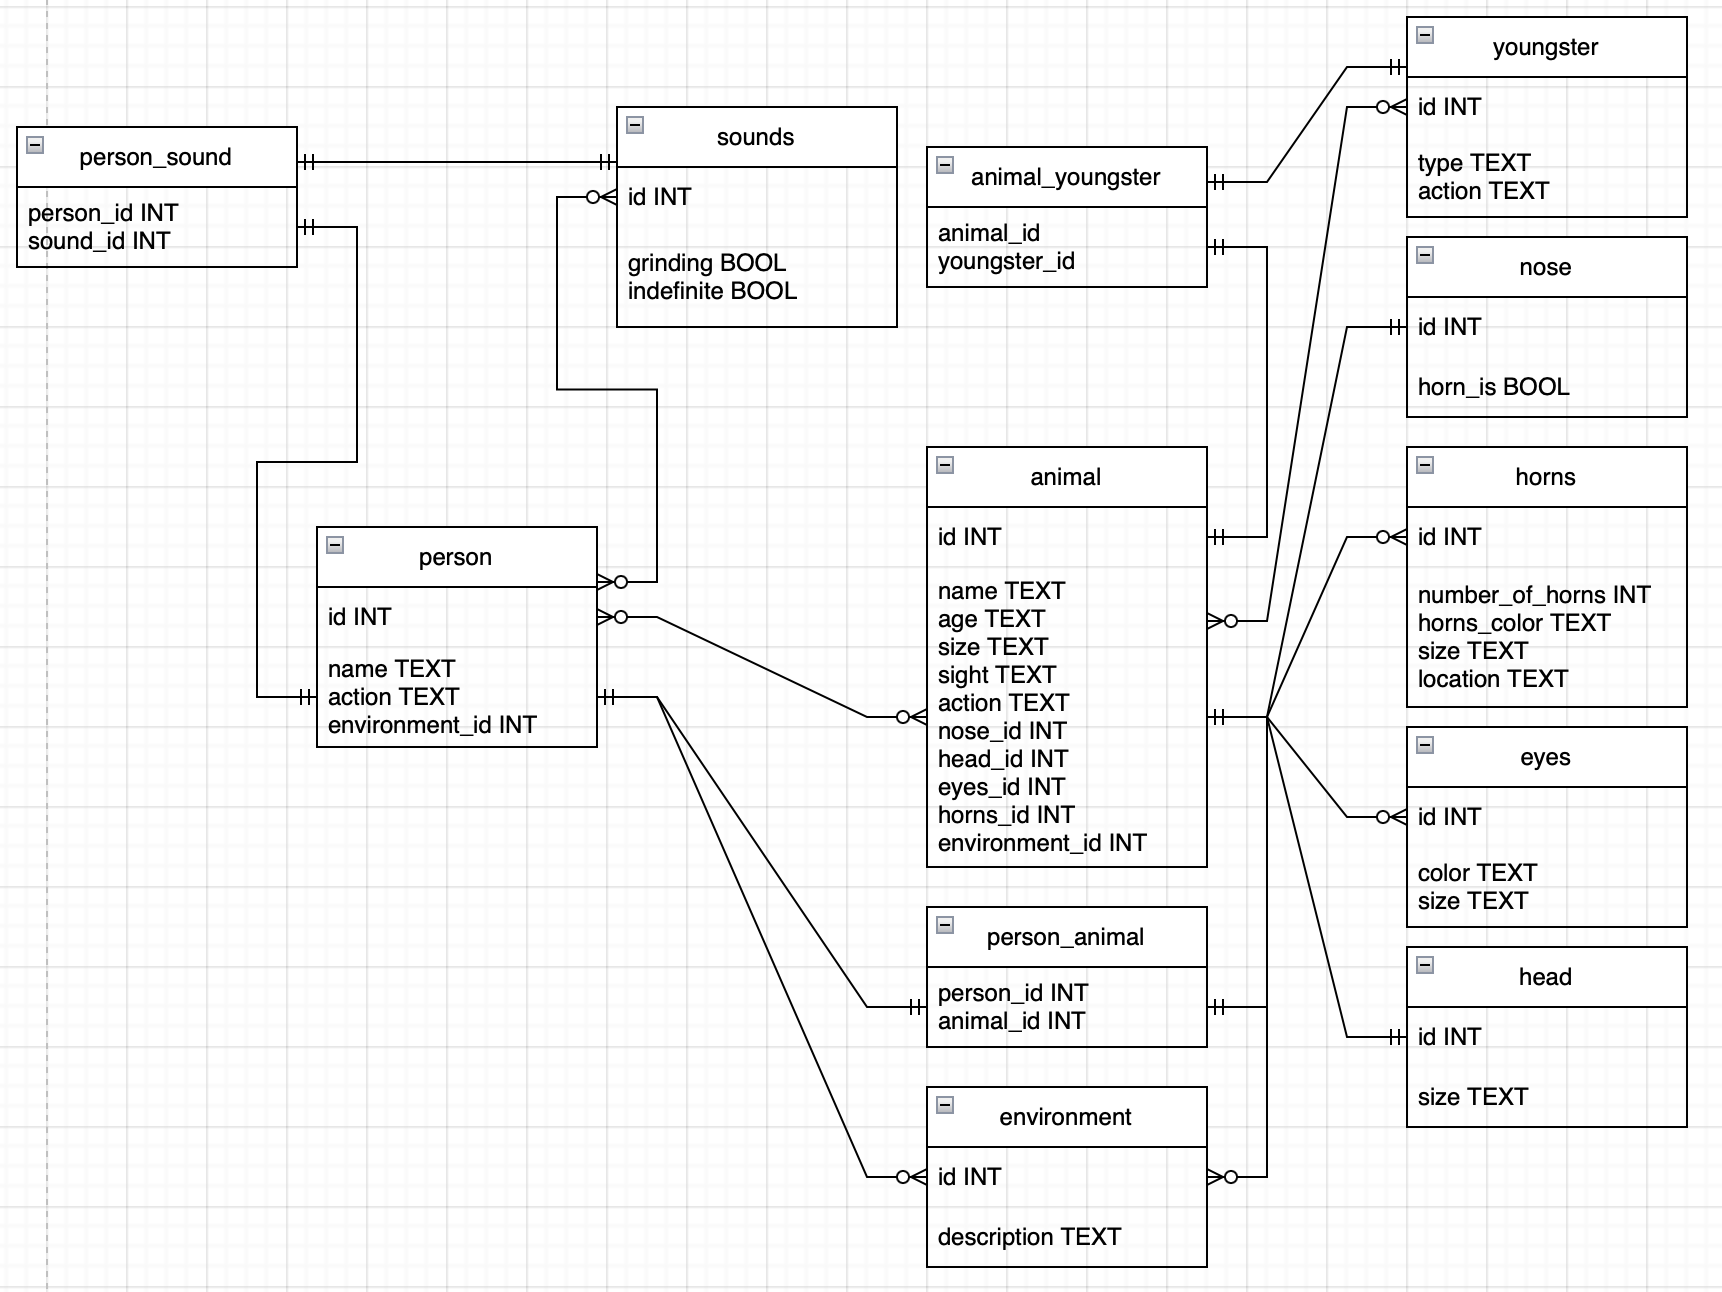 person_sound
person_id INT
sound_id INT
sounds
id INT
grinding BOOL
indefinite BOOL
animal_youngster
animal_id
youngster_id
youngster
id INT
type TEXT
action TEXT
nose
id INT
horn_is BOOL
person
id INT
name TEXT
action TEXT
environment_id INT
animal
id INT
name TEXT
age TEXT
size TEXT
sight TEXT
action TEXT
nose_id INT
head_id INT
eyes_id INT
horns_id INT
environment_id INT
horns
id INT
number_of_horns INT
horns_color TEXT
size TEXT
location TEXT
eyes
id INT
color TEXT
size TEXT
person_animal
person_id INT
animal_id INT
head
id INT
size TEXT
environment
id INT
description TEXT